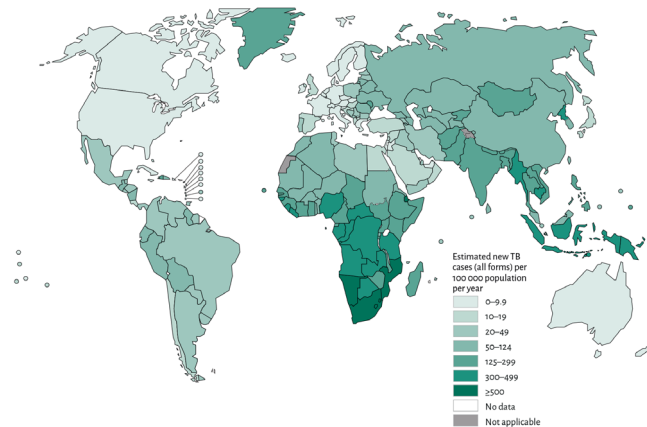 Estimated new TB
cases (all forms) per
100 000 population
per year
0–9.9
10–19
20–49
50–124
125–299
300–499
≥500
No data
Not applicable